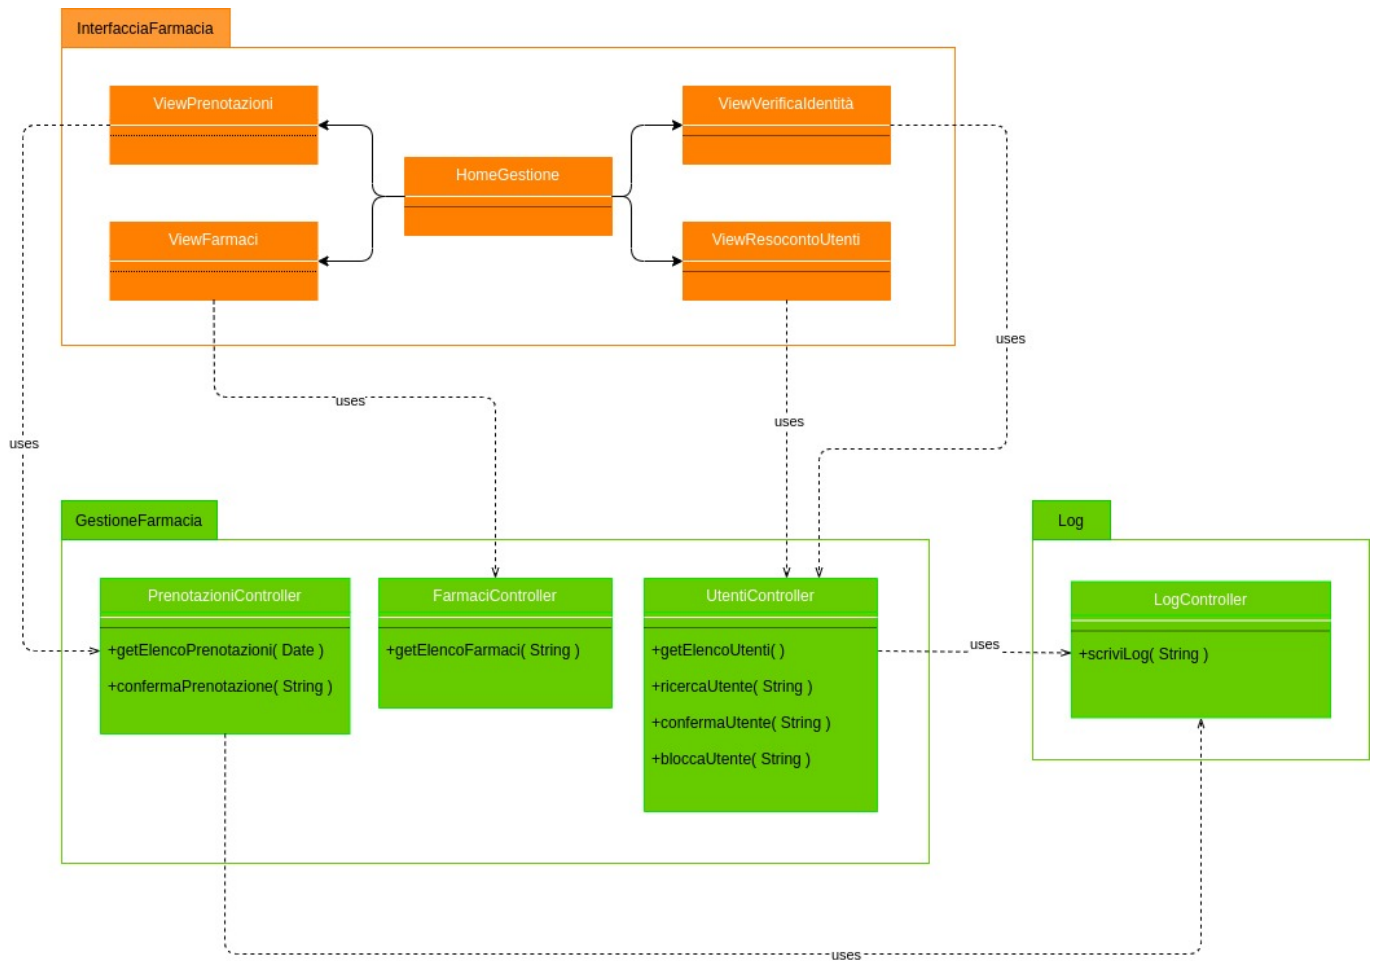 InterfacciaFarmacia
ViewPrenotazioni
ViewVerificaIdentità
HomeGestione
ViewFarmaci
ViewResocontoUtenti
uses
uses
uses
uses
GestioneFarmacia
Log
PrenotazioniController
+getElencoPrenotazioni( Date )
+confermaPrenotazione( String )
FarmaciController
+getElencoFarmaci( String )
UtentiController
+getElencoUtenti( )
+ricercaUtente( String )
+confermaUtente( String )
+bloccaUtente( String )
uses
LogController
+scriviLog( String )
uses